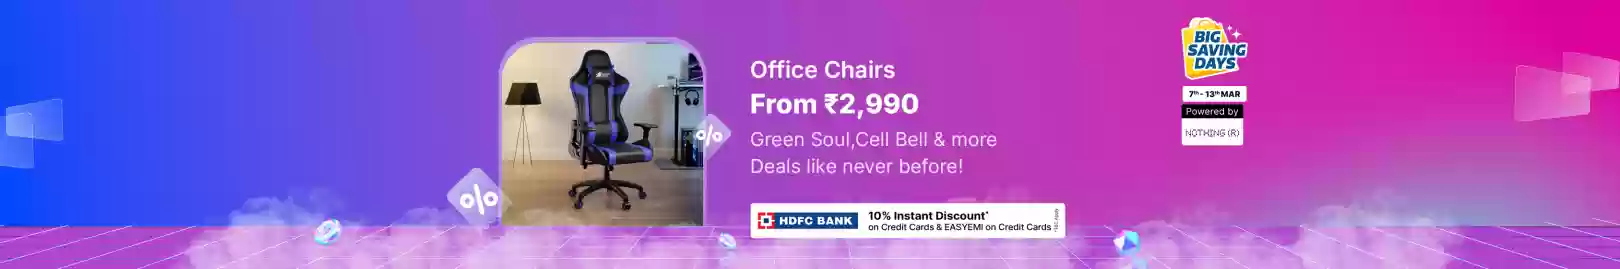 Office Chairs
From ₹2,990
Green Soul,Cell Bell & more
Deals like never before!
HDFC BANK
10% Instant Discount*
on Credit Cards & EASYEMI on Credit Cards
*T&C Apply
BIG
SAVING
DAYS
7th - 13th MAR
Powered by
NOTHING (R)
%
%